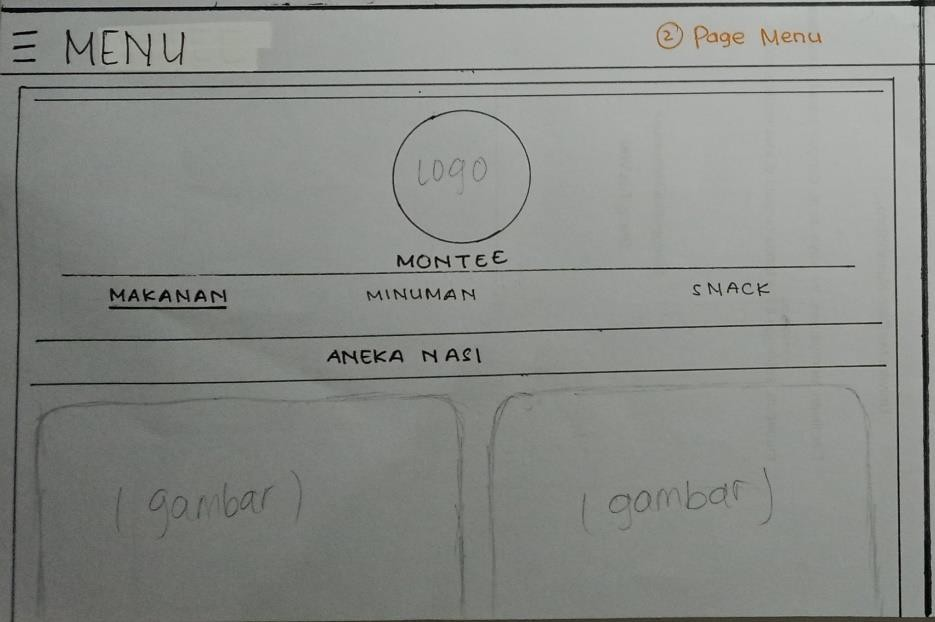 MENU
② Page Menu
Logo
MONTEE
MAKANAN MINUMAN SNACK
ANEKA NASI
(gambar) (gambar)